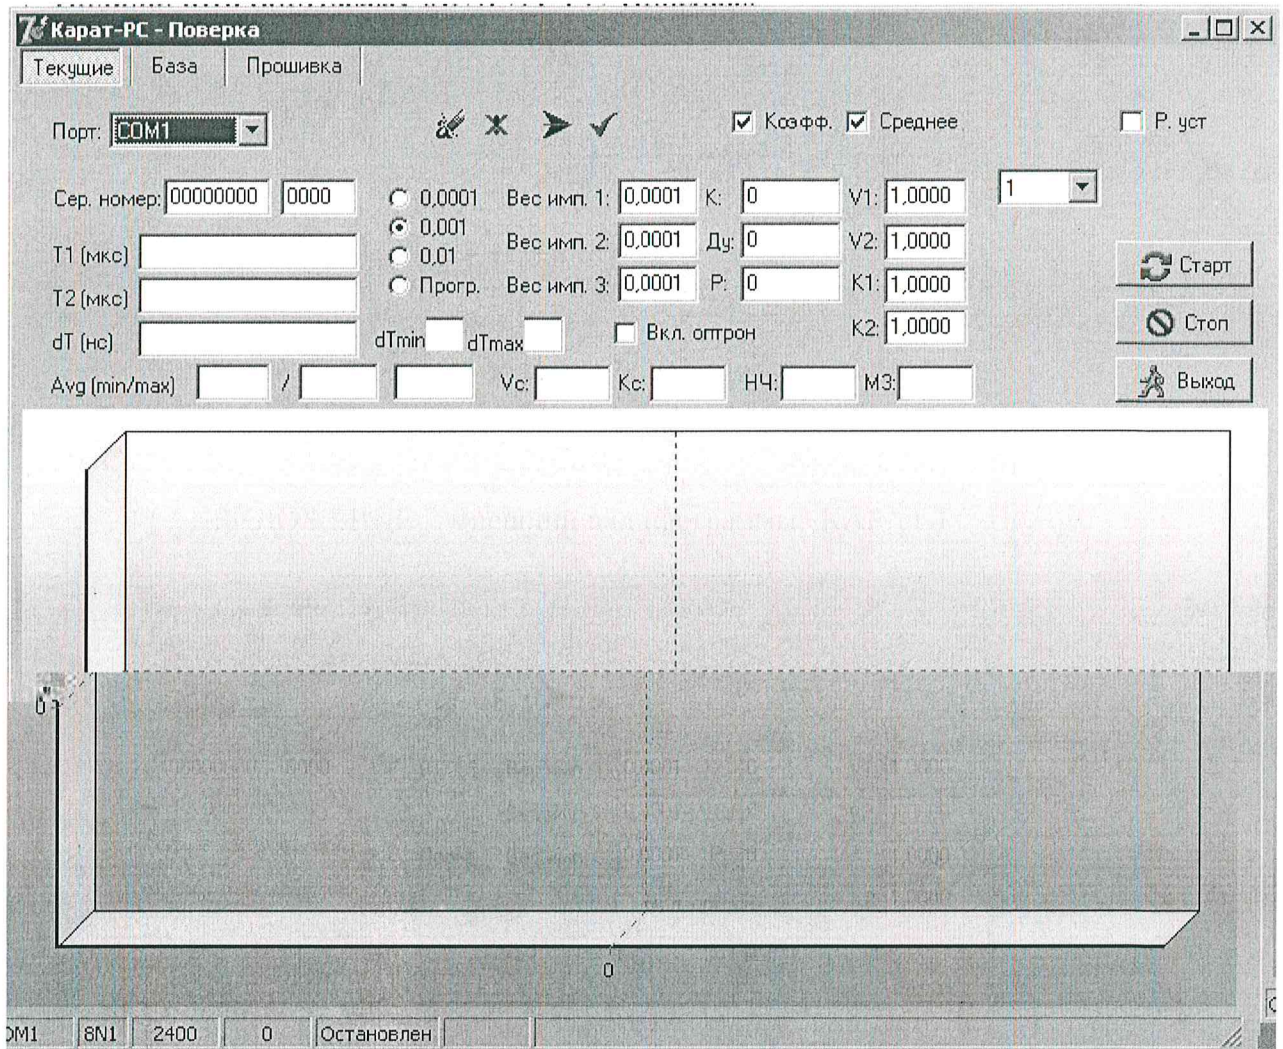 Карат-РС - Поверка
Текущие База Прошивка
Порт: COM1 Коэфф. Среднее Р. уст
Сер. номер: 00000000 0000 0,0001 Вес имп. 1: 0,0001 К: 0 V1: 1,0000 1
0,001
T1 (мкс) 0,01 Вес имп. 2: 0,0001 Ду: 0 V2: 1,0000
T2 (мкс) Прогр. Вес имп. 3: 0,0001 Р: 0 K1: 1,0000 Старт
dT (нс) dTmin dTmax Вкл. оптрон K2: 1,0000 Стоп
Avg (min/max) / Vc: Кс: НЧ: МЗ: Выход
0
0
OM1 8N1 2400 0 Остановлен